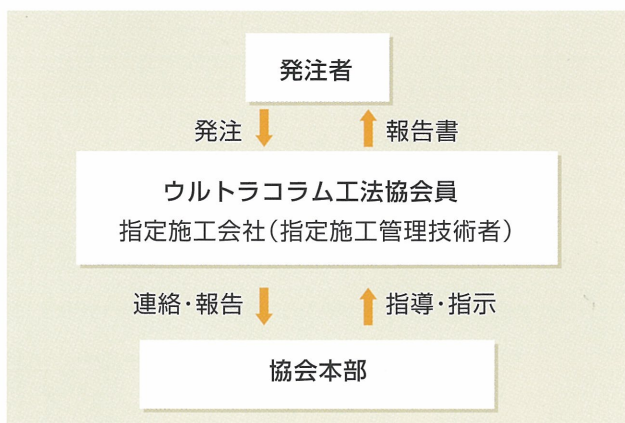 発注者
発注
報告書
ウルトラコラム工法協会員
指定施工会社(指定施工管理技術者)
連絡・報告
指導・指示
協会本部